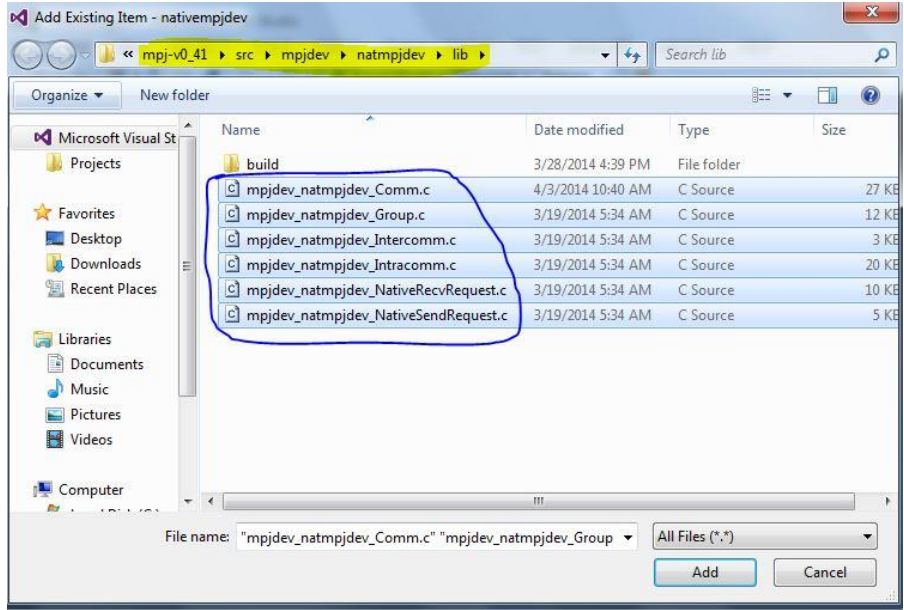 Add Existing Item - nativempjdev
« mpj-v0_41 src mpjdev natmpjdev lib
Search lib
Organize New folder
Name Date modified Type Size
Microsoft Visual St
Projects
Favorites
Desktop
Downloads
Recent Places
Libraries
Documents
Music
Pictures
Videos
Computer
build 3/28/2014 4:39 PM File folder
mpjdev_natmpjdev_Comm.c 4/3/2014 10:40 AM C Source 27 KB
mpjdev_natmpjdev_Group.c 3/19/2014 5:34 AM C Source 12 KB
mpjdev_natmpjdev_Intercomm.c 3/19/2014 5:34 AM C Source 3 KB
mpjdev_natmpjdev_Intracomm.c 3/19/2014 5:34 AM C Source 20 KB
mpjdev_natmpjdev_NativeRecvRequest.c 3/19/2014 5:34 AM C Source 10 KB
mpjdev_natmpjdev_NativeSendRequest.c 3/19/2014 5:34 AM C Source 5 KB
File name: "mpjdev_natmpjdev_Comm.c" "mpjdev_natmpjdev_Group All Files (*.*)
Add Cancel